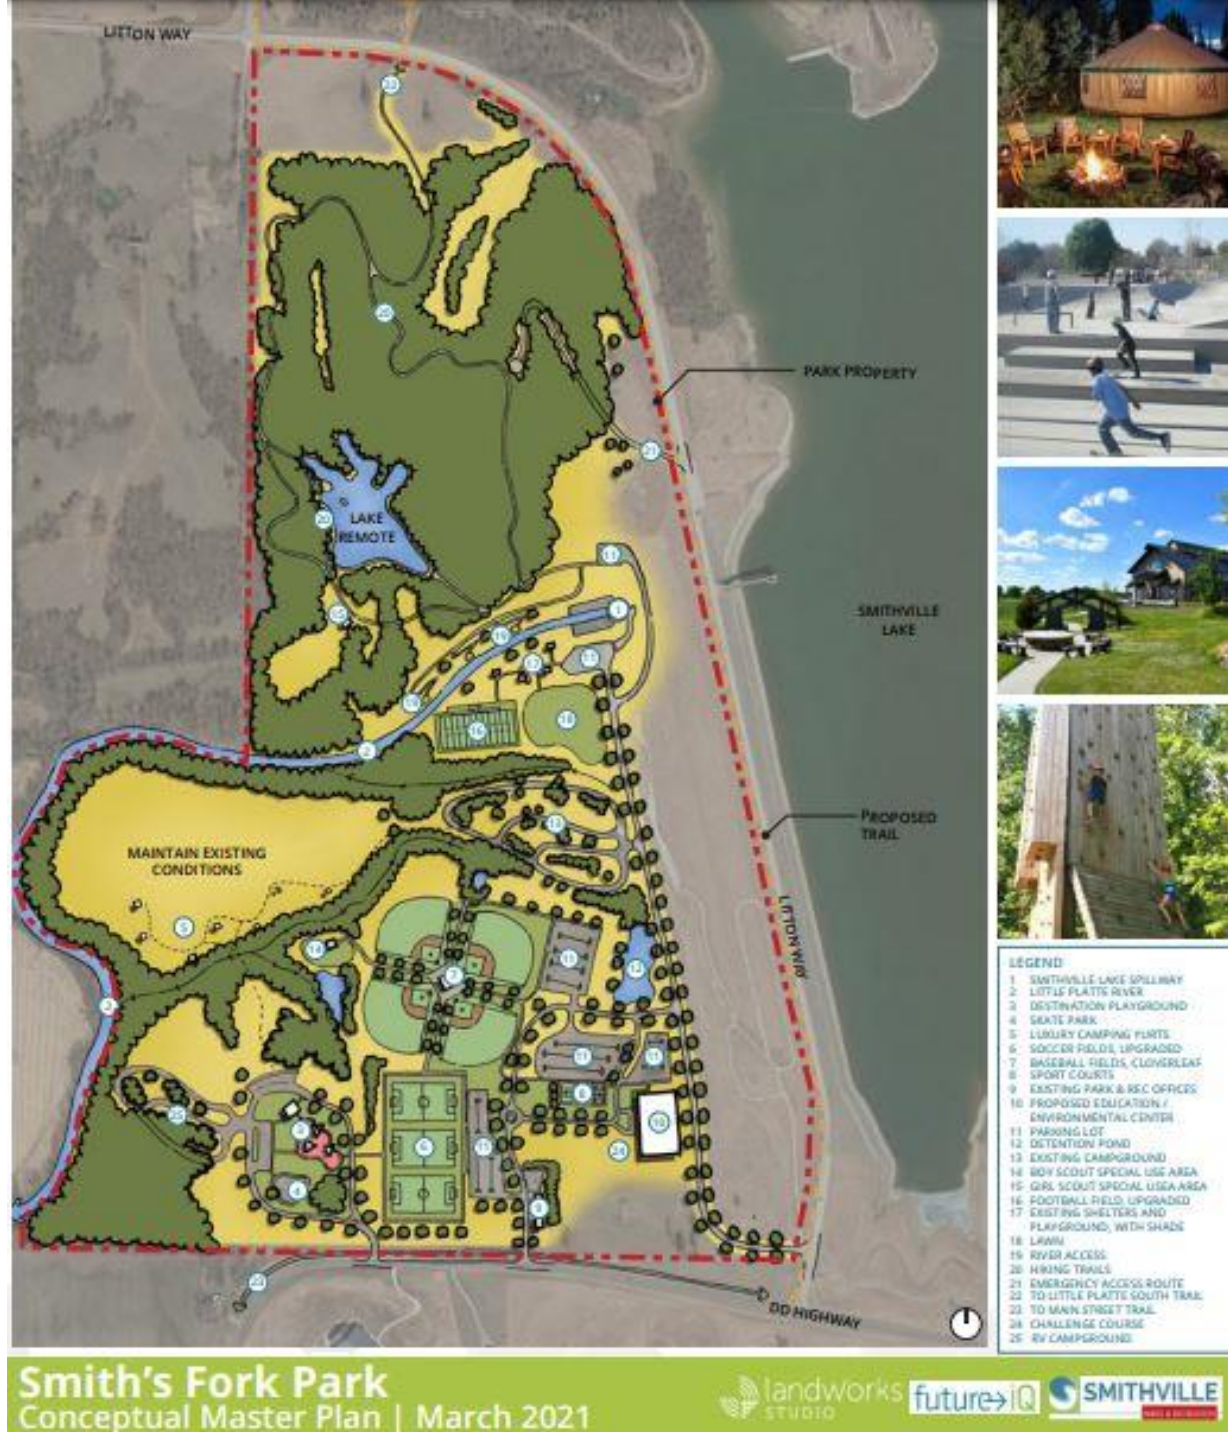 LITTON WAY
PARK PROPERTY
LAKE
REMOTE
SMITHVILLE
LAKE
PROPOSED
TRAIL
MAINTAIN EXISTING
CONDITIONS
LITTON WAY
DD HIGHWAY
LEGEND
1 SMITHVILLE LAKE SPILLWAY
2 LITTLE PLATTE RIVER
3 DESTINATION PLAYGROUND
4 SKATE PARK
5 LUXURY CAMPING YURTS
6 SOCCER FIELDS, UPGRADED
7 BASEBALL FIELDS, CLOVERLEAF
8 SPORT COURTS
9 EXISTING PARK & REC OFFICES
10 PROPOSED EDUCATION /
ENVIRONMENTAL CENTER
11 PARKING LOT
12 DETENTION POND
13 EXISTING CAMPGROUND
14 BOY SCOUT SPECIAL USE AREA
15 GIRL SCOUT SPECIAL USEA AREA
16 FOOTBALL FIELD, UPGRADED
17 EXISTING SHELTERS AND
PLAYGROUND, WITH SHADE
18 LAWN
19 RIVER ACCESS
20 HIKING TRAILS
21 EMERGENCY ACCESS ROUTE
22 TO LITTLE PLATTE SOUTH TRAIL
23 TO MAIN STREET TRAIL
24 CHALLENGE COURSE
25 RV CAMPGROUND
Smith's Fork Park
Conceptual Master Plan | March 2021
landworks
STUDIO
future→iQ
SMITHVILLE
PARKS & RECREATION